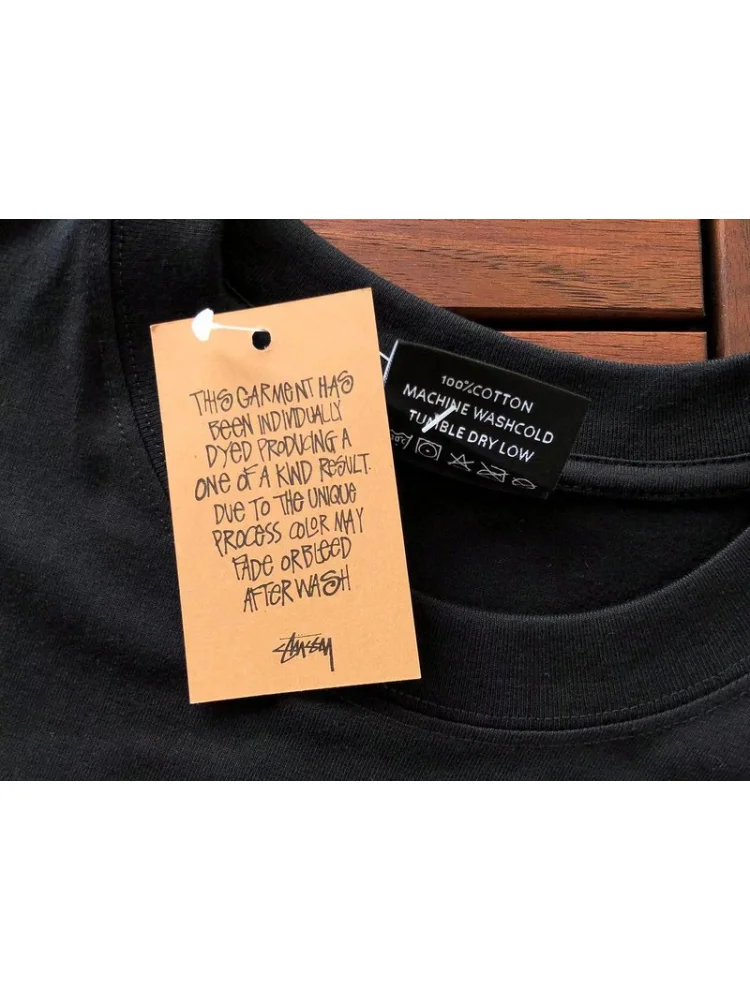 THIS GARMENT HAS
BEEN INDIVIDUALLY
DYED PRODUCING A
ONE OF A KIND RESULT.
DUE TO THE UNIQUE
PROCESS COLOR MAY
FADE OR BLEED
AFTER WASH
STUSSY
100%COTTON
MACHINE WASHCOLD
TUMBLE DRY LOW